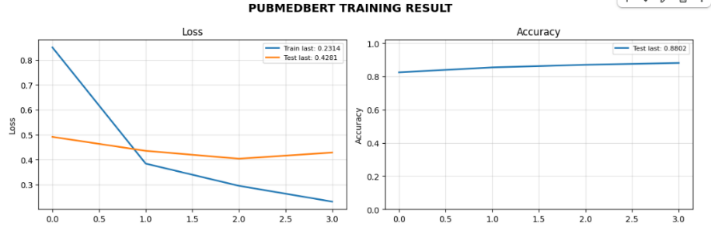 PUBMEDBERT TRAINING RESULT
Loss
Train last: 0.2314
Test last: 0.4281
Loss
0.8
0.7
0.6
0.5
0.4
0.3
0.0 0.5 1.0 1.5 2.0 2.5 3.0
Accuracy
Test last: 0.8802
Accuracy
1.0
0.8
0.6
0.4
0.2
0.0
0.0 0.5 1.0 1.5 2.0 2.5 3.0